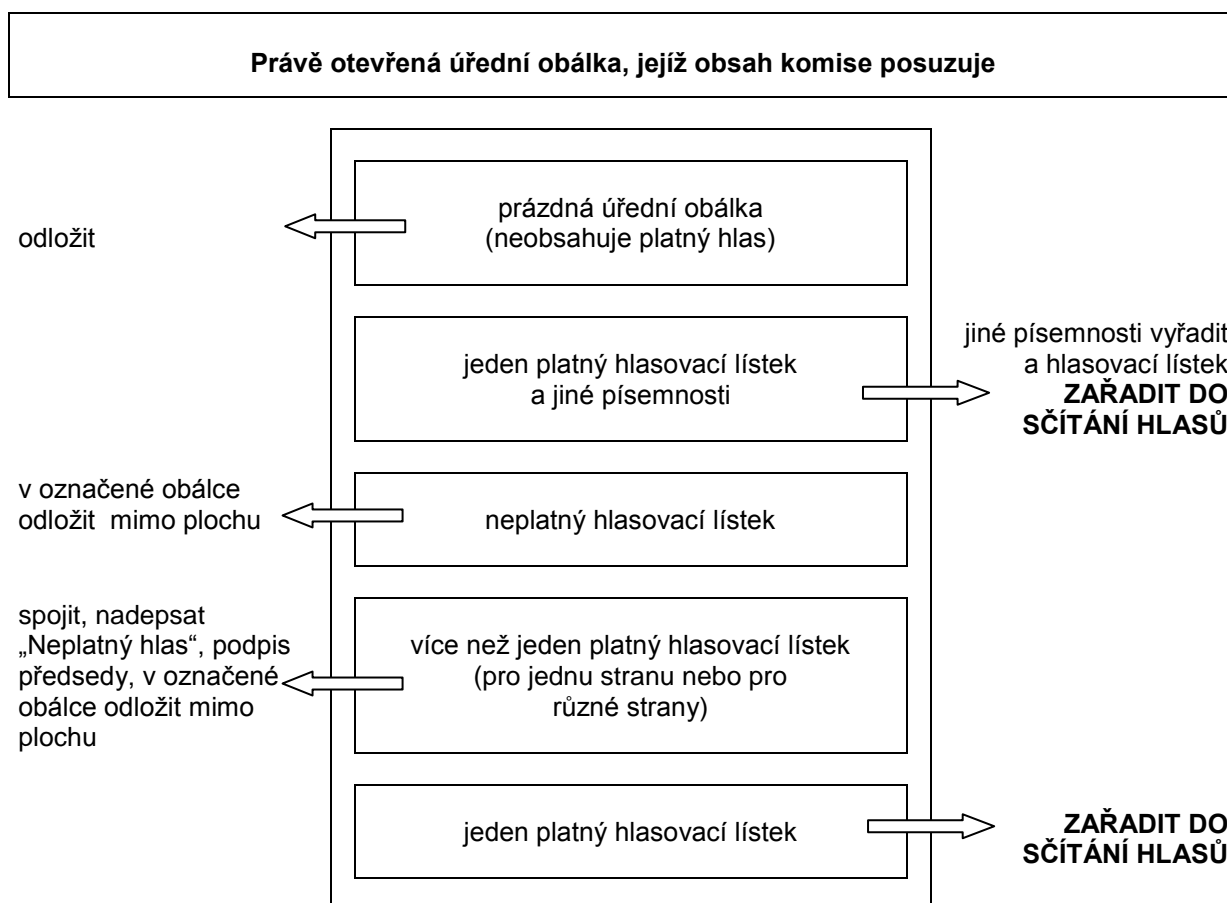 Právě otevřená úřední obálka, jejíž obsah komise posuzuje
odložit
prázdná úřední obálka
(neobsahuje platný hlas)
jeden platný hlasovací lístek
a jiné písemnosti
jiné písemnosti vyřadit
a hlasovací lístek
ZAŘADIT DO
SČÍTÁNÍ HLASŮ
v označené obálce
odložit  mimo plochu
neplatný hlasovací lístek
spojit, nadepsat
„Neplatný hlas“, podpis
předsedy, v označené
obálce odložit mimo
plochu
více než jeden platný hlasovací lístek
(pro jednu stranu nebo pro
různé strany)
jeden platný hlasovací lístek
ZAŘADIT DO
SČÍTÁNÍ HLASŮ